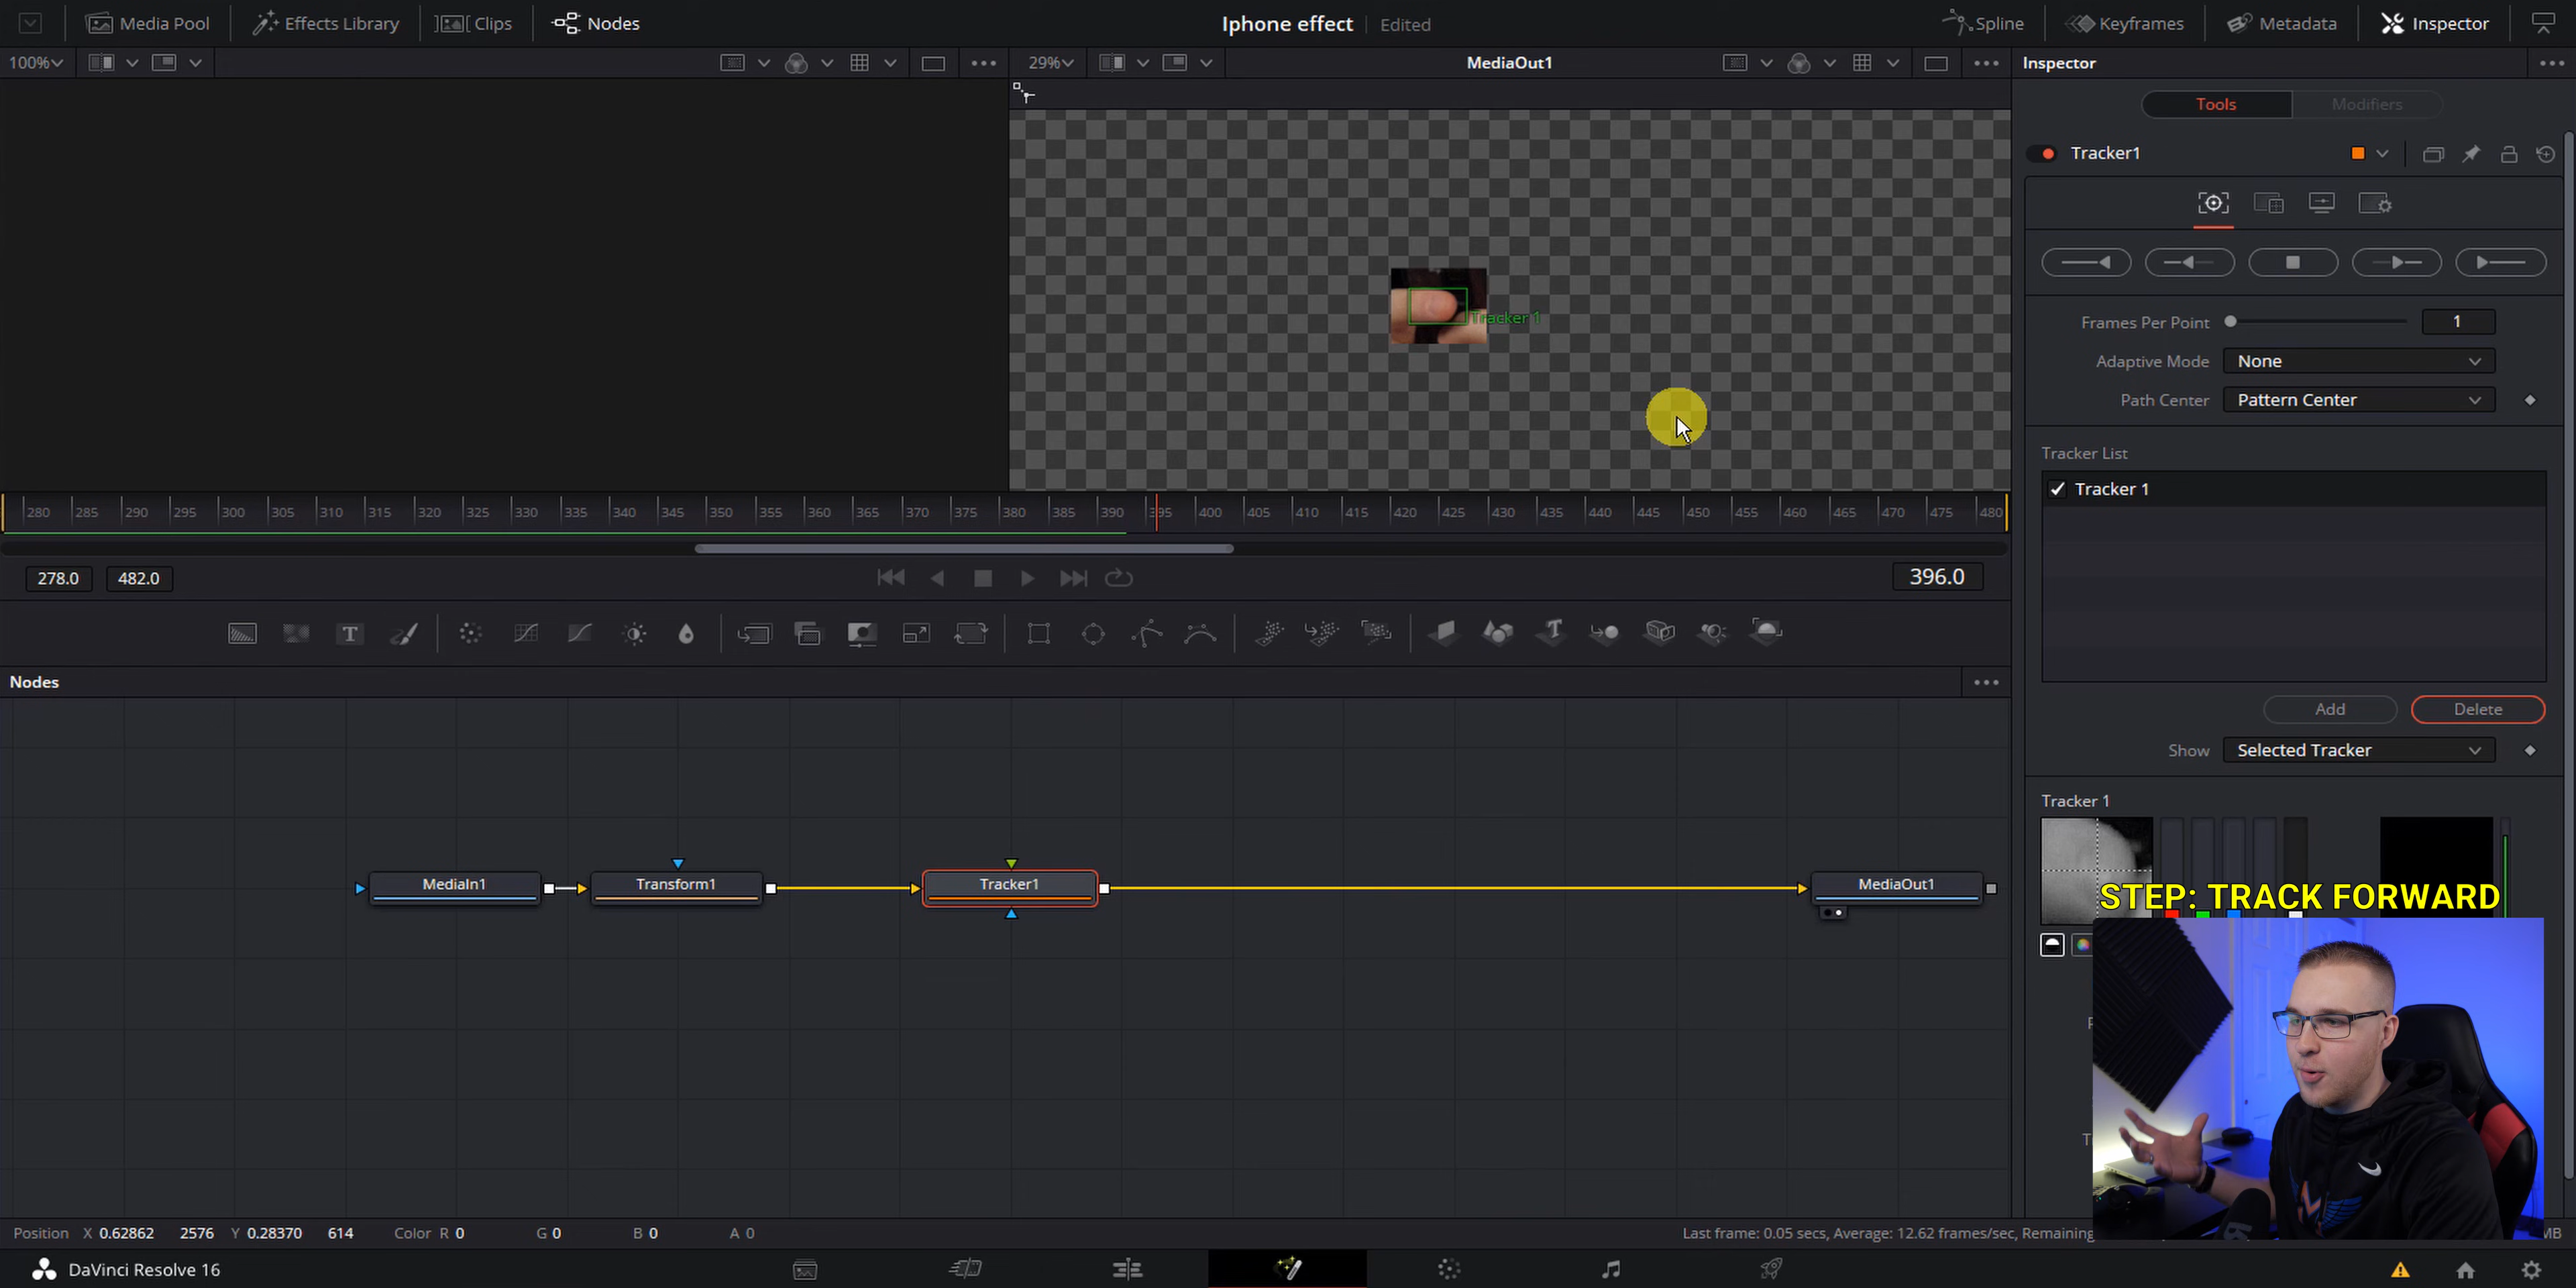 Media Pool
Effects Library
Clips
Nodes
Iphone effect
Edited
Spline
Keyframes
Metadata
Inspector
100%
29%
MediaOut1
Inspector
Tools
Modifiers
Tracker1
Tracker 1
Frames Per Point
1
Adaptive Mode
None
Path Center
Pattern Center
Tracker List
Tracker 1
280 285 290 295 300 305 310 315 320 325 330 335 340 345 350 355 360 365 370 375 380 385 390 395 400 405 410 415 420 425 430 435 440 445 450 455 460 465 470 475 480
278.0
482.0
396.0
Nodes
Add
Delete
Show
Selected Tracker
Tracker 1
MediaIn1
Transform1
Tracker1
MediaOut1
STEP: TRACK FORWARD
Position X 0.62862 2576 Y 0.28370 614 Color R 0 G 0 B 0 A 0
Last frame: 0.05 secs, Average: 12.62 frames/sec, Remaining
MB
DaVinci Resolve 16